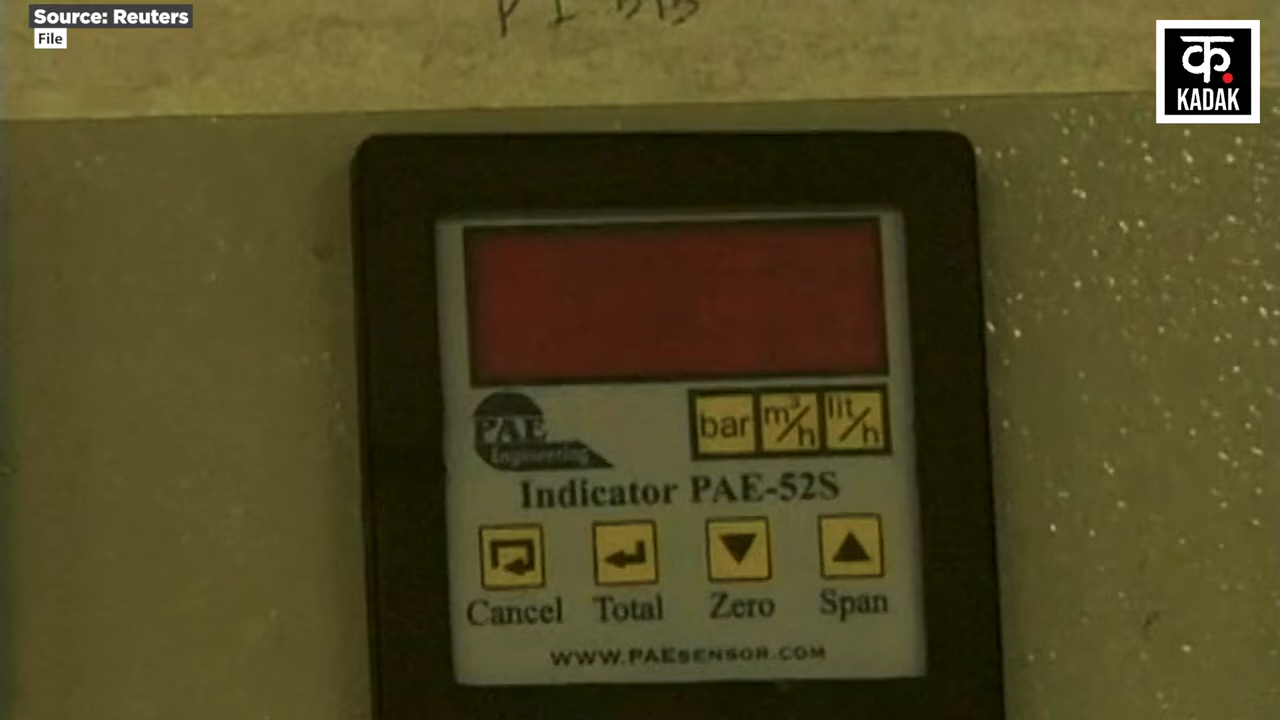 Source: Reuters
File
क.
KADAK
bar m³/h lit/h
PAE
Engineering
Indicator PAE-52S
Cancel Total Zero Span
WWW.PAESENSOR.COM